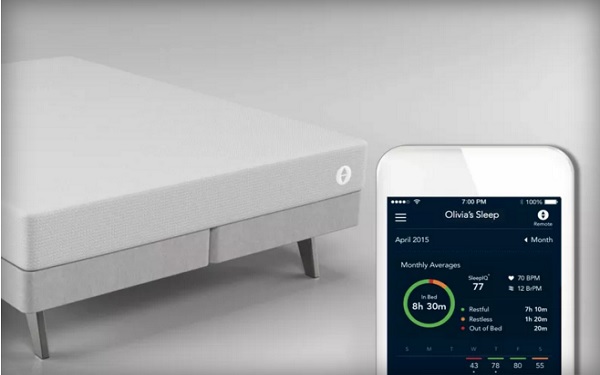 7:00 PM 100%
Olivia's Sleep
Remote
April 2015 Month
Monthly Averages
SleepIQ
77
70 BPM
12 BrPM
In Bed
8h 30m
Restful 7h 10m
Restless 1h 20m
Out of Bed 20m
S M T W T F S
43 78 80 55